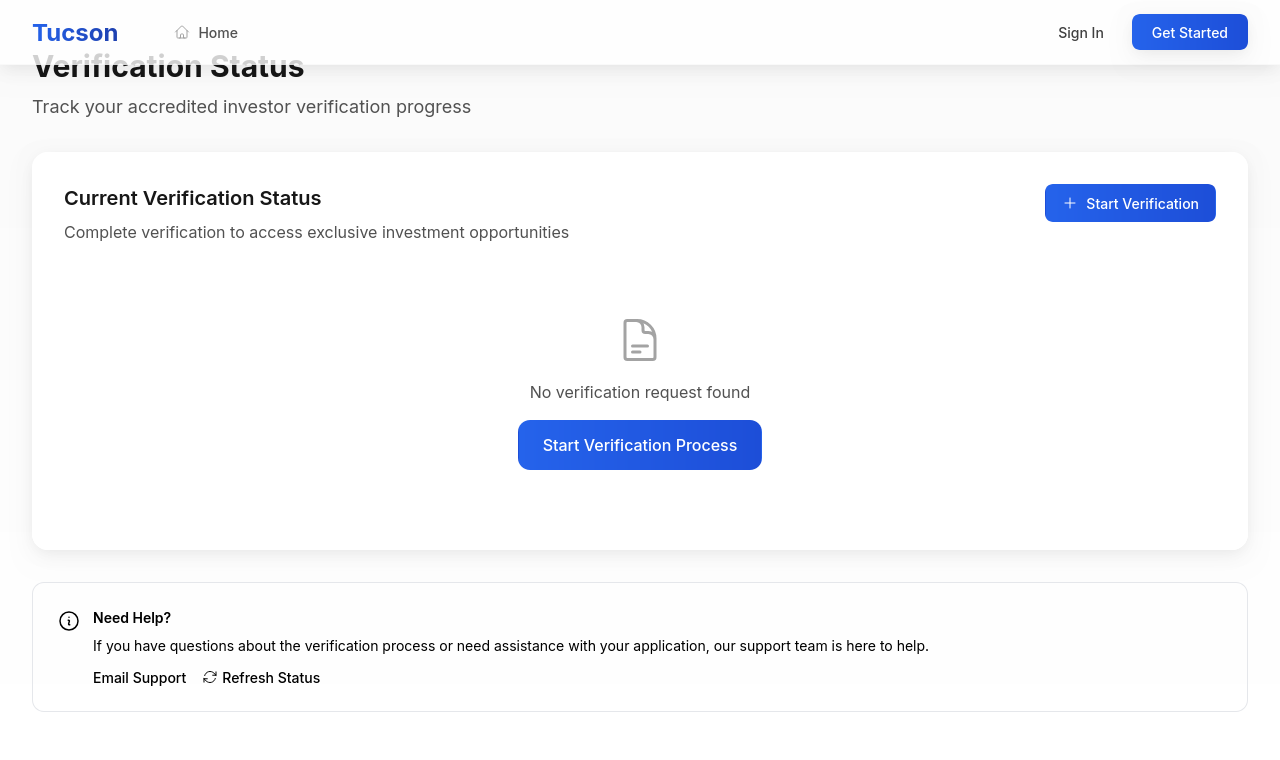 Tucson
Home
Sign In
Get Started
Verification Status
Track your accredited investor verification progress
Current Verification Status
Start Verification
Complete verification to access exclusive investment opportunities
No verification request found
Start Verification Process
Need Help?
If you have questions about the verification process or need assistance with your application, our support team is here to help.
Email Support
Refresh Status